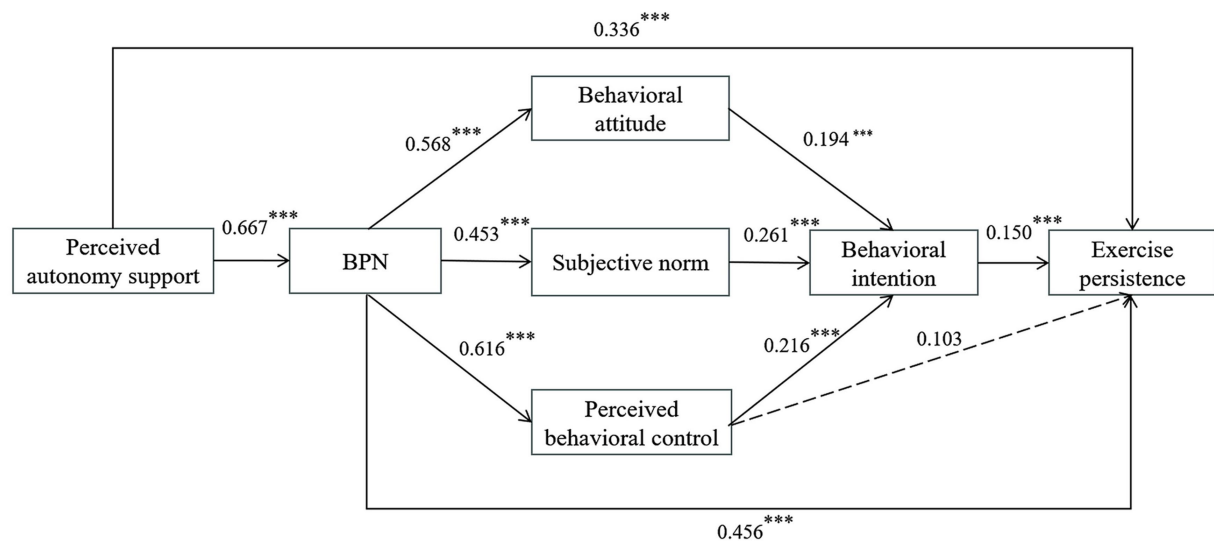 0.336***
Behavioral
attitude
0.568***
0.194***
0.667***
0.453***
0.261***
0.150***
Perceived
autonomy support
BPN
Subjective norm
Behavioral
intention
Exercise
persistence
0.616***
0.216***
0.103
Perceived
behavioral control
0.456***